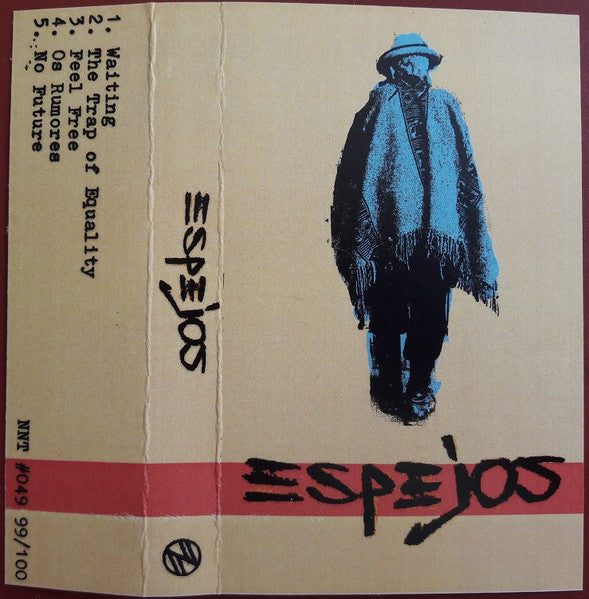 1. Waiting
2. The Trap of Equality
3. Feel Free
4. Os Rumores
5. No Future
NNT #049 99/100
ESPEJOS
ESPEJOS